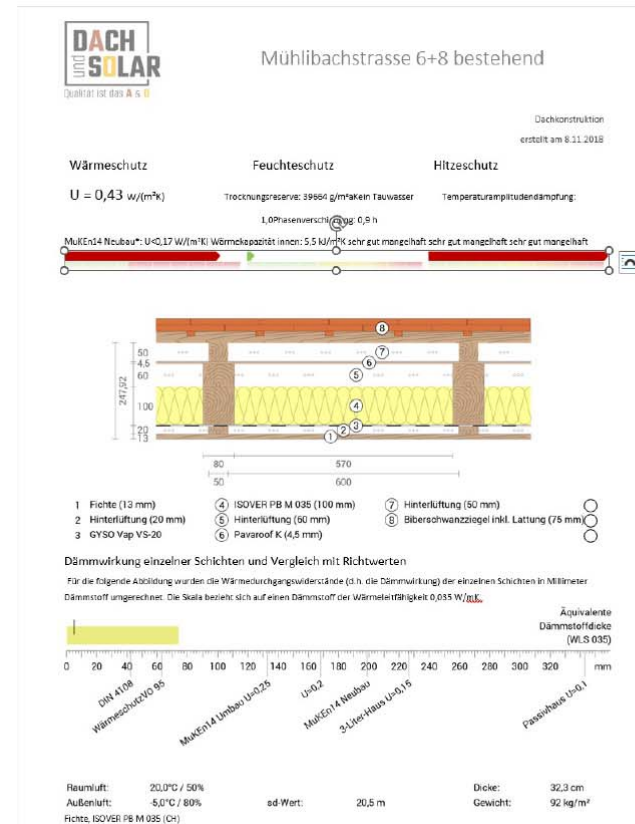 DACH
und
SOLAR
Qualität ist das A & O
Mühlibachstrasse 6+8 bestehend
Dachkonstruktion
erstellt am 8.11.2018
Wärmeschutz Feuchteschutz Hitzeschutz
U = 0,43 W/(m²K) Trocknungsreserve: 39664 g/m²aKein Tauwasser Temperaturamplitudendämpfung:
1,0Phasenverschiebung: 0,9 h
MuKEn14 Neubau*: U<0,17 W/(m²K) Wärmekapazität innen: 5,5 kJ/m²K sehr gut mangelhaft sehr gut mangelhaft sehr gut mangelhaft
8
50 7
4,5 6
60 5
247,92
100 4
3
20 2
13 1
80 570
50 600
1 Fichte (13 mm) 4 ISOVER PB M 035 (100 mm) 7 Hinterlüftung (50 mm)
2 Hinterlüftung (20 mm) 5 Hinterlüftung (60 mm) 8 Biberschwanzziegel inkl. Lattung (75 mm)
3 GYSO Vap VS-20 6 Pavaroof K (4,5 mm)
Dämmwirkung einzelner Schichten und Vergleich mit Richtwerten
Für die folgende Abbildung wurden die Wärmedurchgangswiderstände (d.h. die Dämmwirkung) der einzelnen Schichten in Millimeter
Dämmstoff umgerechnet. Die Skala bezieht sich auf einen Dämmstoff der Wärmeleitfähigkeit 0,035 W/mK.
Äquivalente
Dämmstoffdicke
(WLS 035)
0 20 40 60 80 100 120 140 160 180 200 220 240 260 280 300 320 mm
DIN 4108
WärmeschutzVO 95
MuKEn14 Umbau U=0,25
U=0,2
MuKEn14 Neubau
3-Liter-Haus U=0,15
Passivhaus U=0,1
Raumluft: 20,0°C / 50% Dicke: 32,3 cm
Außenluft: -5,0°C / 80% sd-Wert: 20,5 m Gewicht: 92 kg/m²
Fichte, ISOVER PB M 035 (CH)